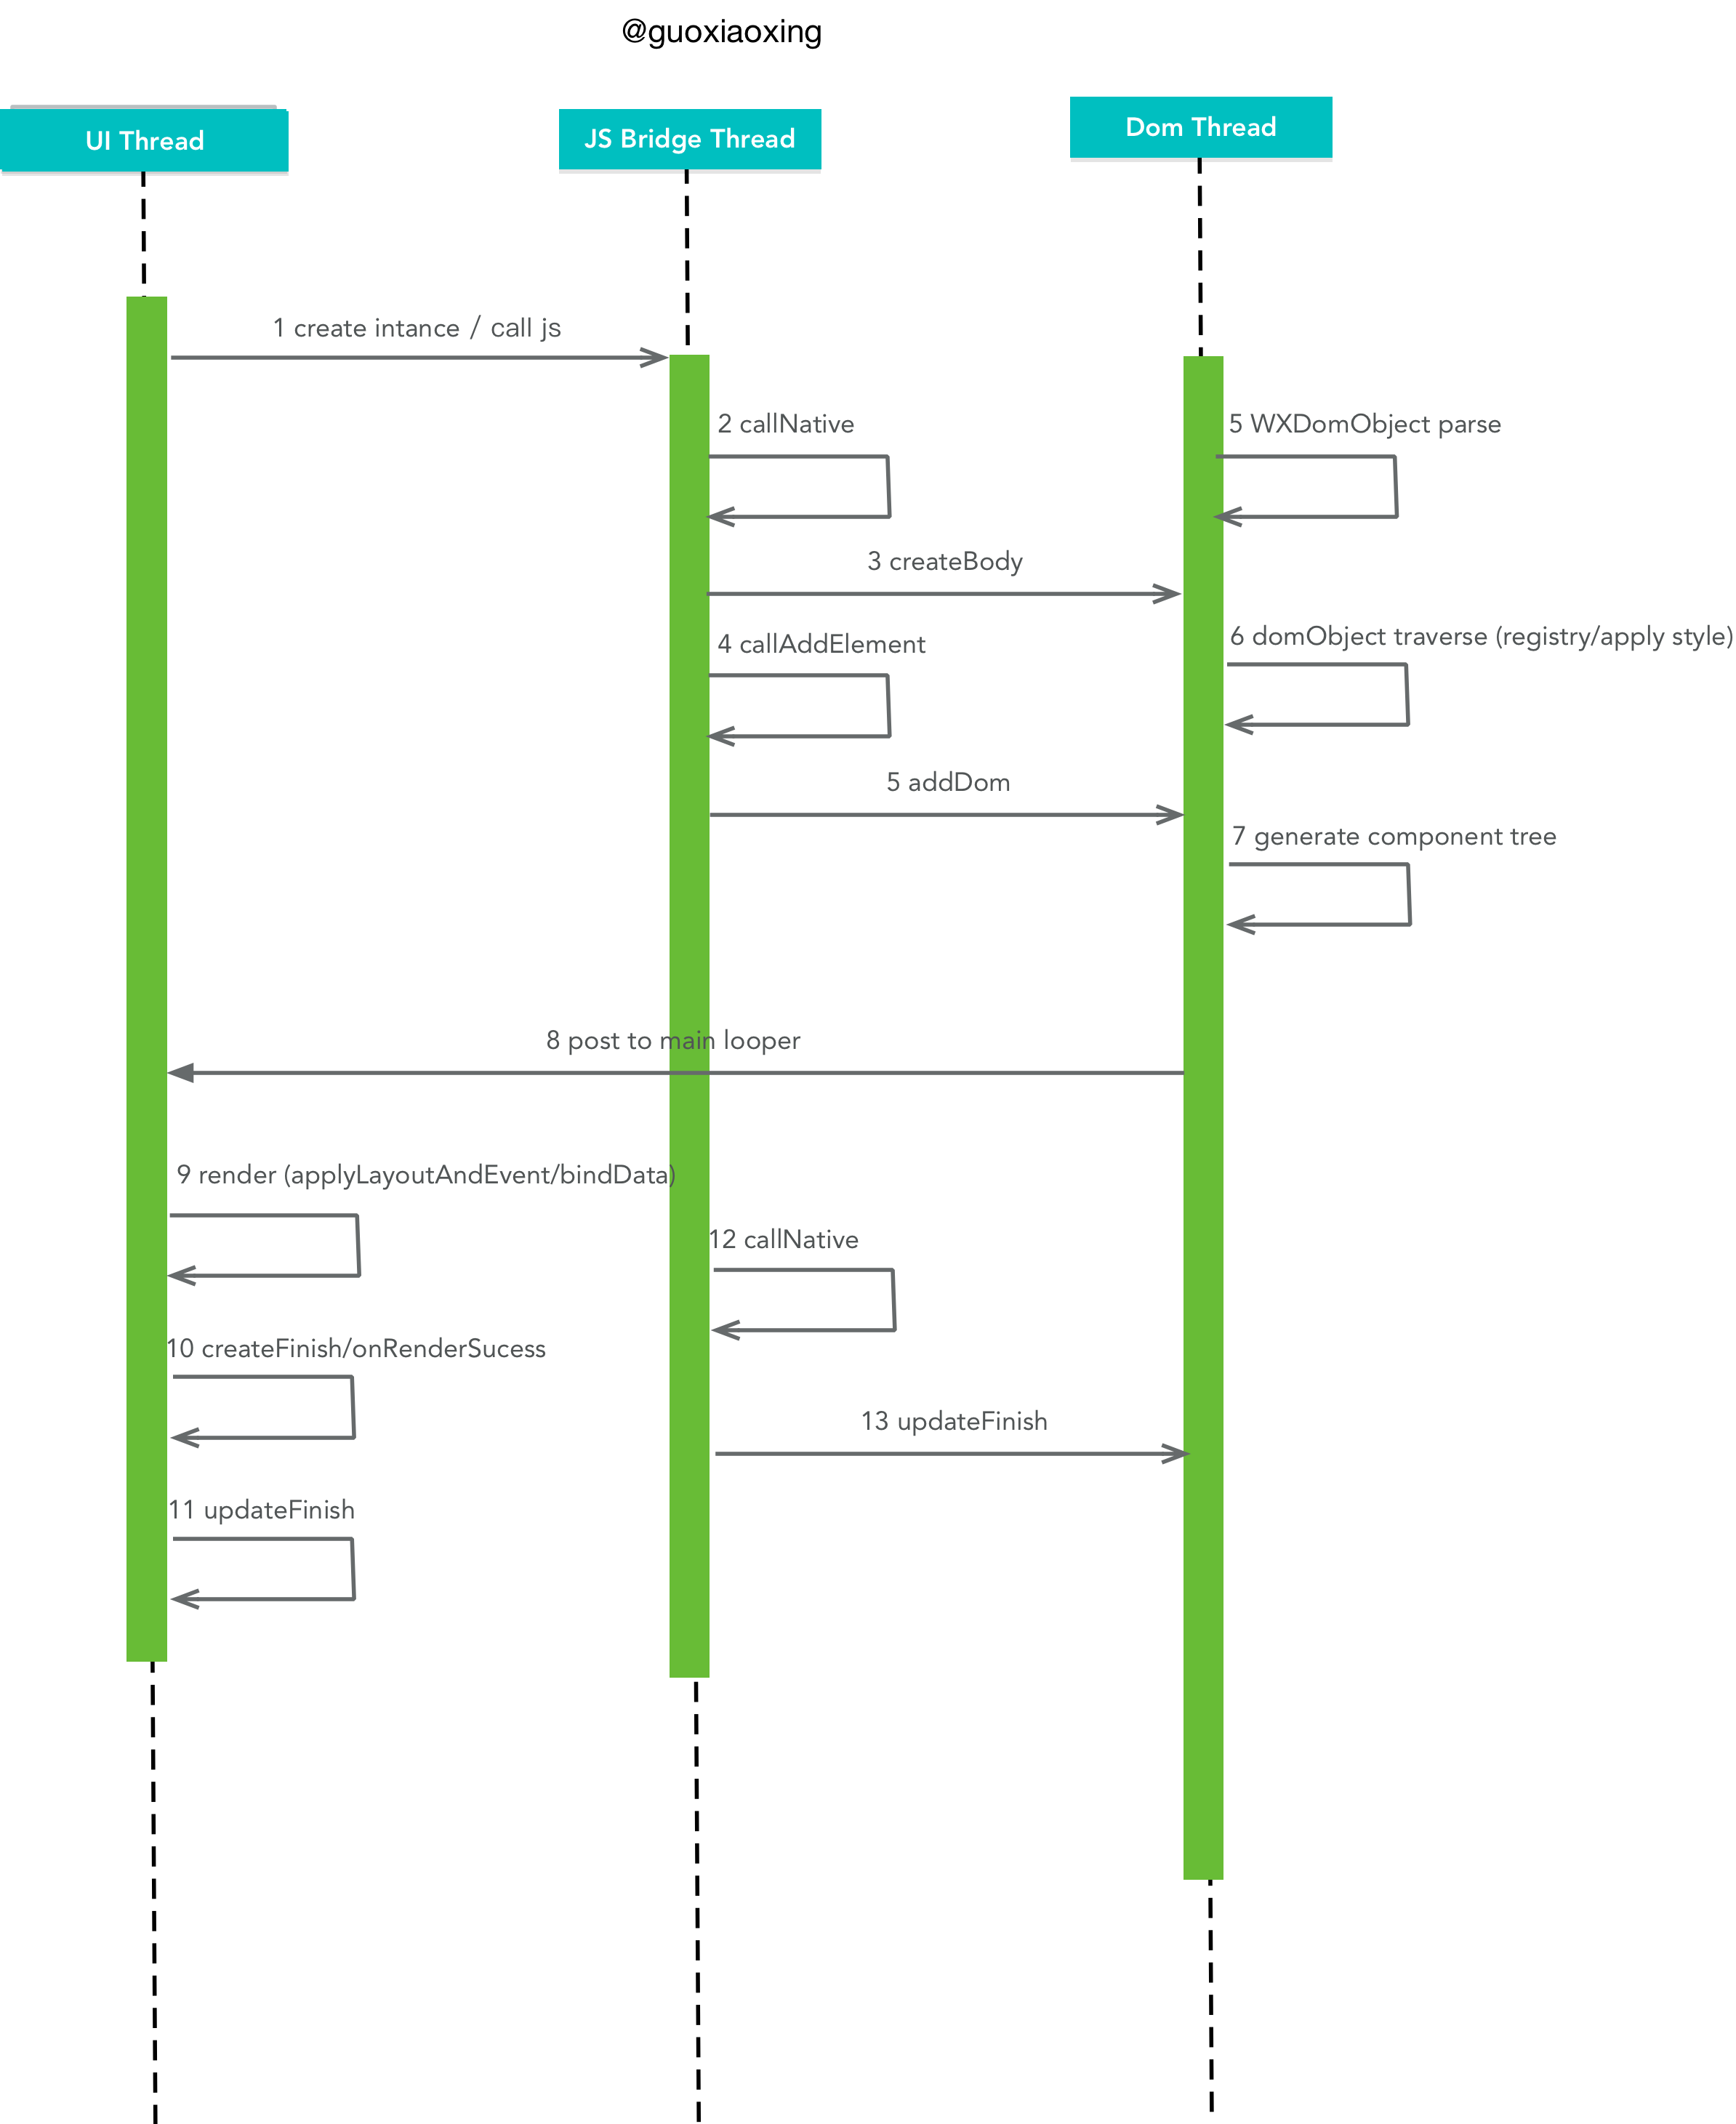 @guoxiaoxing
UI Thread
JS Bridge Thread
Dom Thread
1 create intance / call js
2 callNative
5 WXDomObject parse
3 createBody
4 callAddElement
6 domObject traverse (registry/apply style)
5 addDom
7 generate component tree
8 post to main looper
9 render (applyLayoutAndEvent/bindData)
12 callNative
10 createFinish/onRenderSucess
13 updateFinish
11 updateFinish